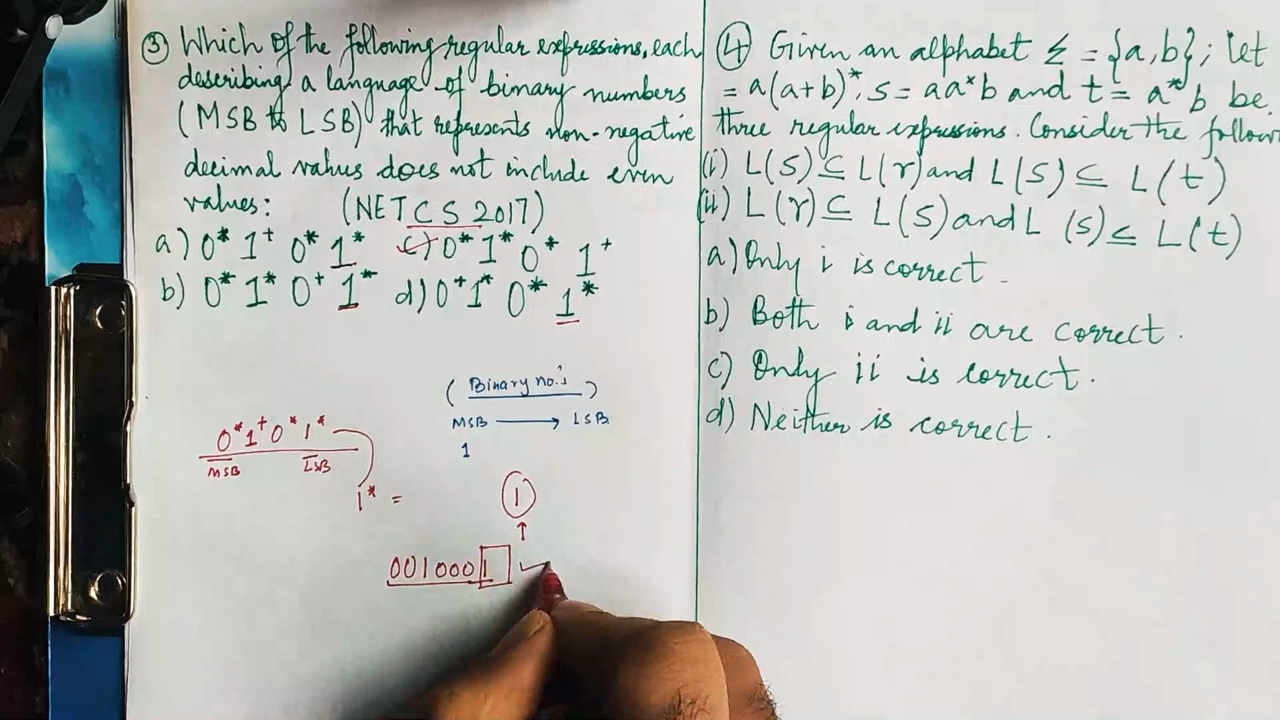 ③ Which of the following regular expressions, each
describing a language of binary numbers
(MSB to LSB) that represents non-negative
decimal values does not include even
values: (NET CS 2017)
a) 0* 1+ 0* 1* c) 0* 1* 0* 1+
b) 0* 1* 0+ 1* d) 0+ 1* 0* 1*
(Binary no.'s)
MSB → LSB
1
0* 1+ 0* 1*
MSB LSB
1* =
1
↑
0010001 ✓
④ Given an alphabet Σ = {a,b}; let
= a(a+b)*; s = aa*b and t = a*b be
three regular expressions. Consider the
(i) L(S) ⊆ L(r) and L(S) ⊆ L(t)
(ii) L(r) ⊆ L(S) and L (s) ⊆ L(t)
a) Only i is correct
b) Both i and ii are correct.
c) Only ii is correct.
d) Neither is correct.